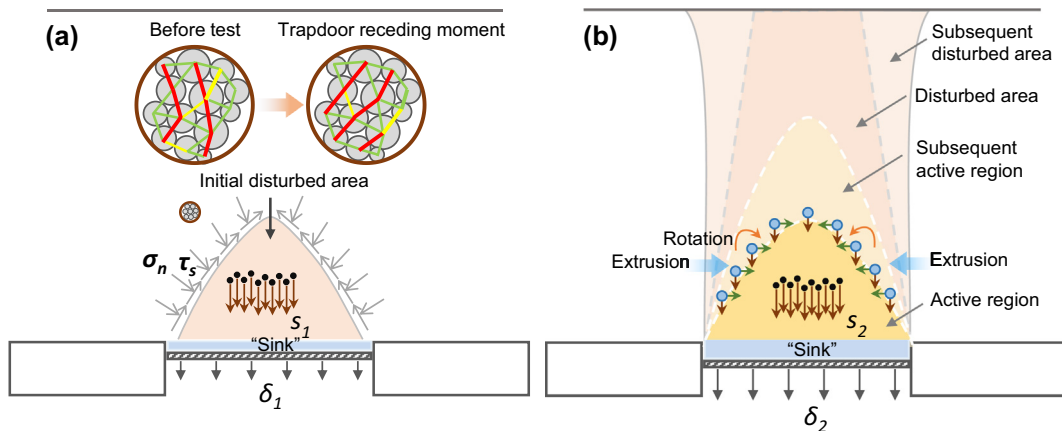 (a)
Before test
Trapdoor receding moment
Initial disturbed area
σn τs
s1
“Sink”
δ1
(b)
Subsequent
disturbed area
Disturbed area
Subsequent
active region
Rotation
Extrusion
Extrusion
Active region
s2
“Sink”
δ2